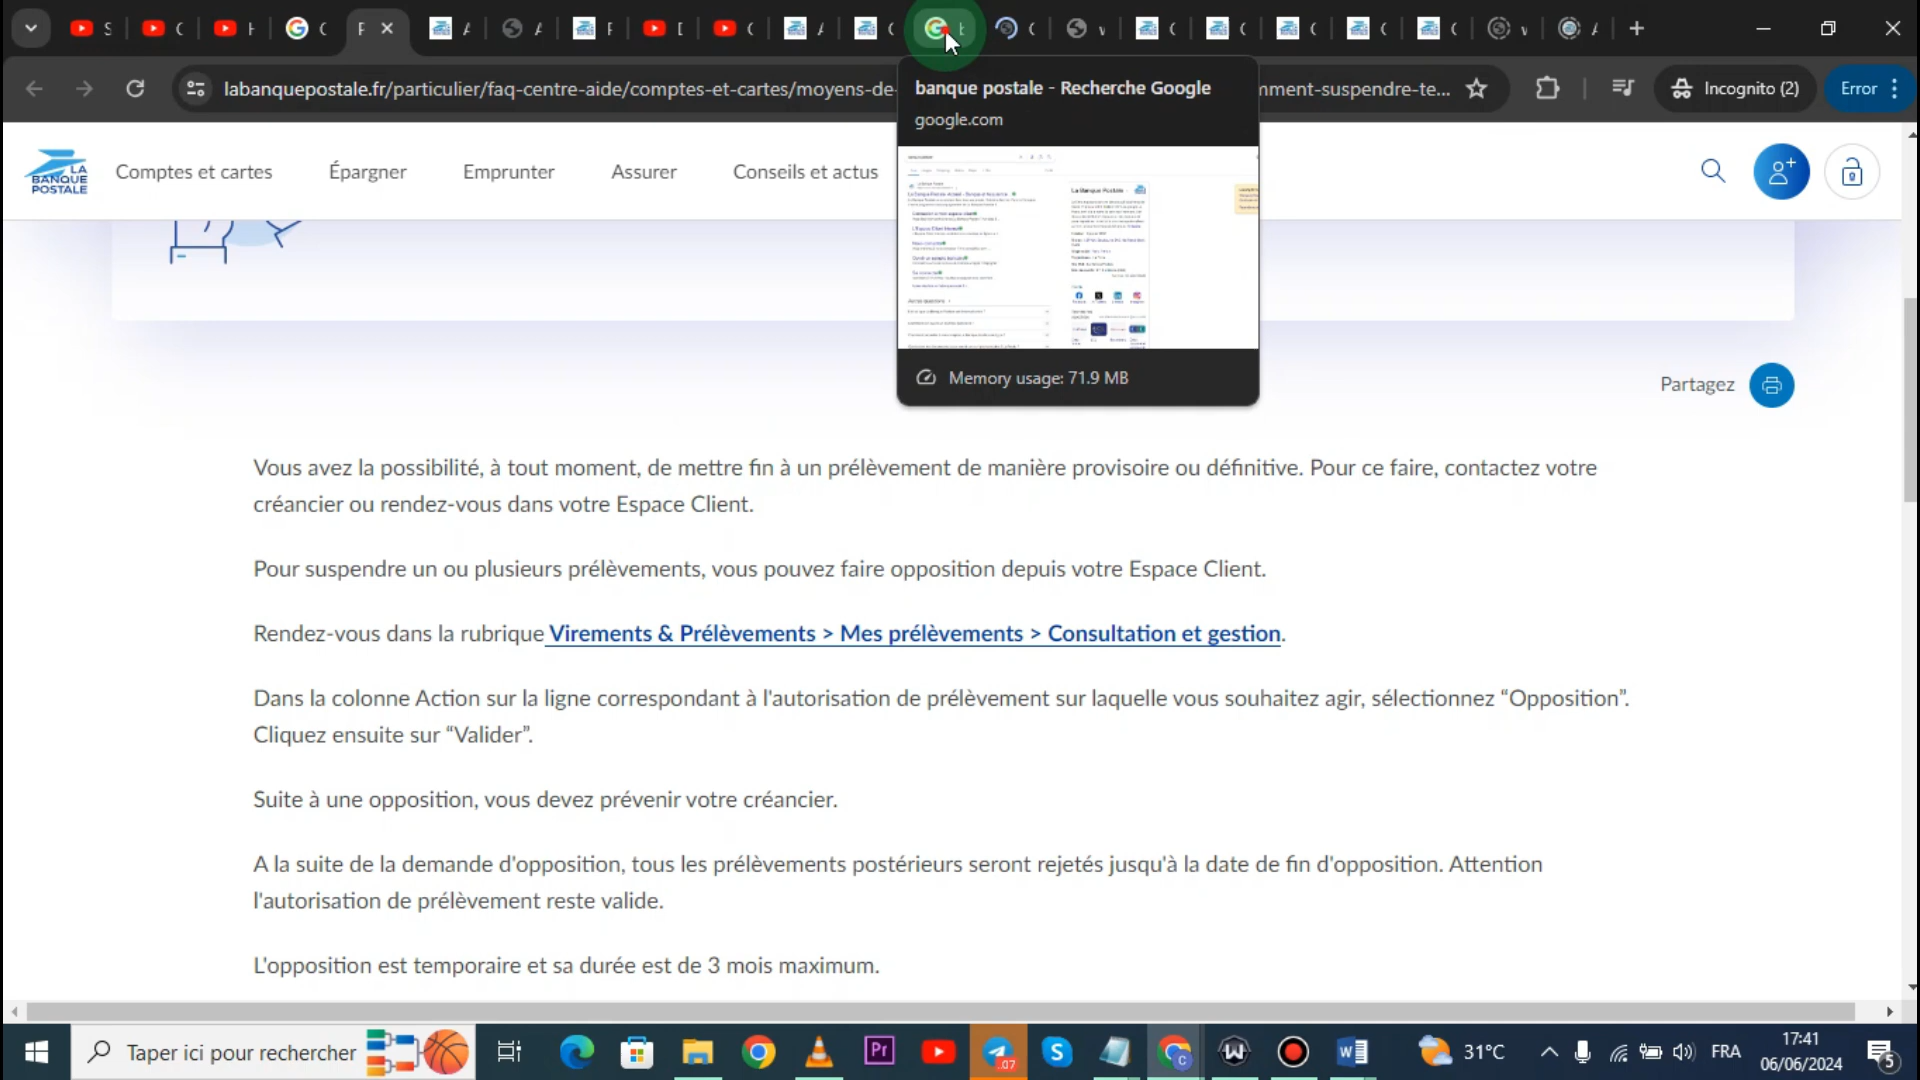 labanquepostale.fr/particulier/faq-centre-aide/comptes-et-cartes/moyens-de-
mment-suspendre-te...
Incognito (2)
Error
banque postale - Recherche Google
google.com
LA
BANQUE
POSTALE
Comptes et cartes
Épargner
Emprunter
Assurer
Conseils et actus
Memory usage: 71.9 MB
Partagez
Vous avez la possibilité, à tout moment, de mettre fin à un prélèvement de manière provisoire ou définitive. Pour ce faire, contactez votre
créancier ou rendez-vous dans votre Espace Client.
Pour suspendre un ou plusieurs prélèvements, vous pouvez faire opposition depuis votre Espace Client.
Rendez-vous dans la rubrique Virements & Prélèvements > Mes prélèvements > Consultation et gestion.
Dans la colonne Action sur la ligne correspondant à l'autorisation de prélèvement sur laquelle vous souhaitez agir, sélectionnez “Opposition”.
Cliquez ensuite sur “Valider”.
Suite à une opposition, vous devez prévenir votre créancier.
A la suite de la demande d'opposition, tous les prélèvements postérieurs seront rejetés jusqu'à la date de fin d'opposition. Attention
l'autorisation de prélèvement reste valide.
L'opposition est temporaire et sa durée est de 3 mois maximum.
Taper ici pour rechercher
Pr
31°C
FRA
17:41
06/06/2024
5